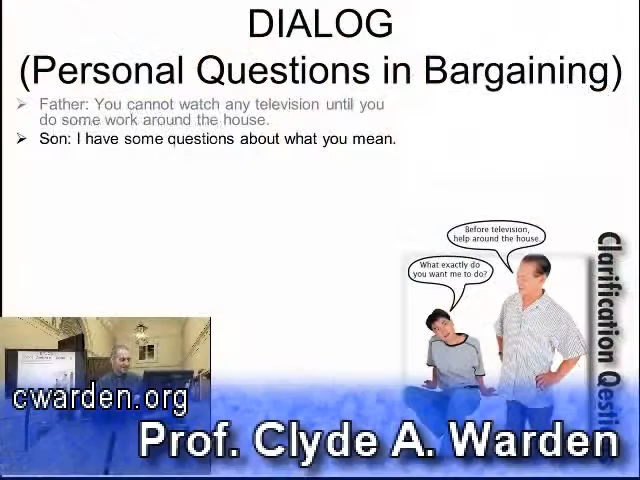 DIALOG
(Personal Questions in Bargaining)
➢ Father: You cannot watch any television until you
do some work around the house.
➢ Son: I have some questions about what you mean.
Before television,
help around the house.
What exactly do
you want me to do?
Clarification Qesti
cwarden.org
Prof. Clyde A. Warden